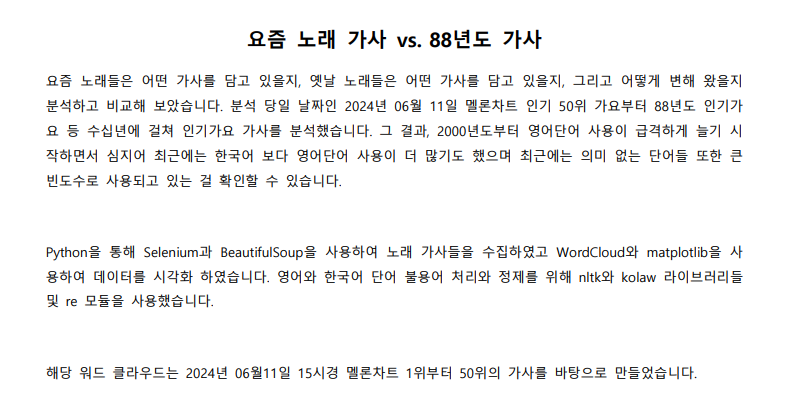 요즘 노래 가사 vs. 88년도 가사
요즘 노래들은 어떤 가사를 담고 있을지, 옛날 노래들은 어떤 가사를 담고 있을지, 그리고 어떻게 변해 왔을지
분석하고 비교해 보았습니다. 분석 당일 날짜인 2024년 06월 11일 멜론차트 인기 50위 가요부터 88년도 인기가
요 등 수십년에 걸쳐 인기가요 가사를 분석했습니다. 그 결과, 2000년도부터 영어단어 사용이 급격하게 늘기 시
작하면서 심지어 최근에는 한국어 보다 영어단어 사용이 더 많기도 했으며 최근에는 의미 없는 단어들 또한 큰
빈도수로 사용되고 있는 걸 확인할 수 있습니다.
Python을 통해 Selenium과 BeautifulSoup을 사용하여 노래 가사들을 수집하였고 WordCloud와 matplotlib을 사
용하여 데이터를 시각화 하였습니다. 영어와 한국어 단어 불용어 처리와 정제를 위해 nltk와 kolaw 라이브러리들
및 re 모듈을 사용했습니다.
해당 워드 클라우드는 2024년 06월11일 15시경 멜론차트 1위부터 50위의 가사를 바탕으로 만들었습니다.